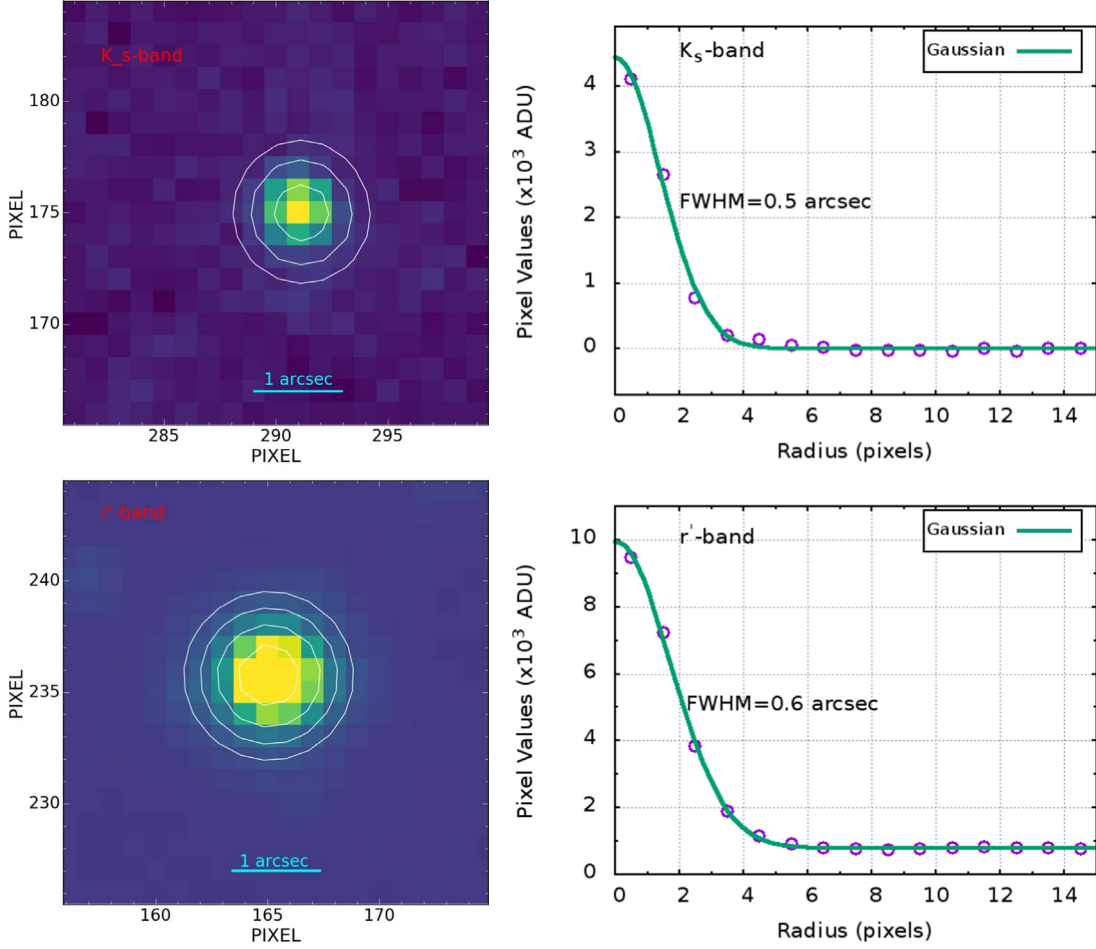 K_s-band
180
175
170
PIXEL
1 arcsec
285
290
295
PIXEL
Kₛ-band
Gaussian
4
3
2
1
0
Pixel Values (x10³ ADU)
FWHM=0.5 arcsec
0
2
4
6
8
10
12
14
Radius (pixels)
r'-band
240
235
230
PIXEL
1 arcsec
160
165
170
PIXEL
r'-band
Gaussian
10
8
6
4
2
0
Pixel Values (x10³ ADU)
FWHM=0.6 arcsec
0
2
4
6
8
10
12
14
Radius (pixels)